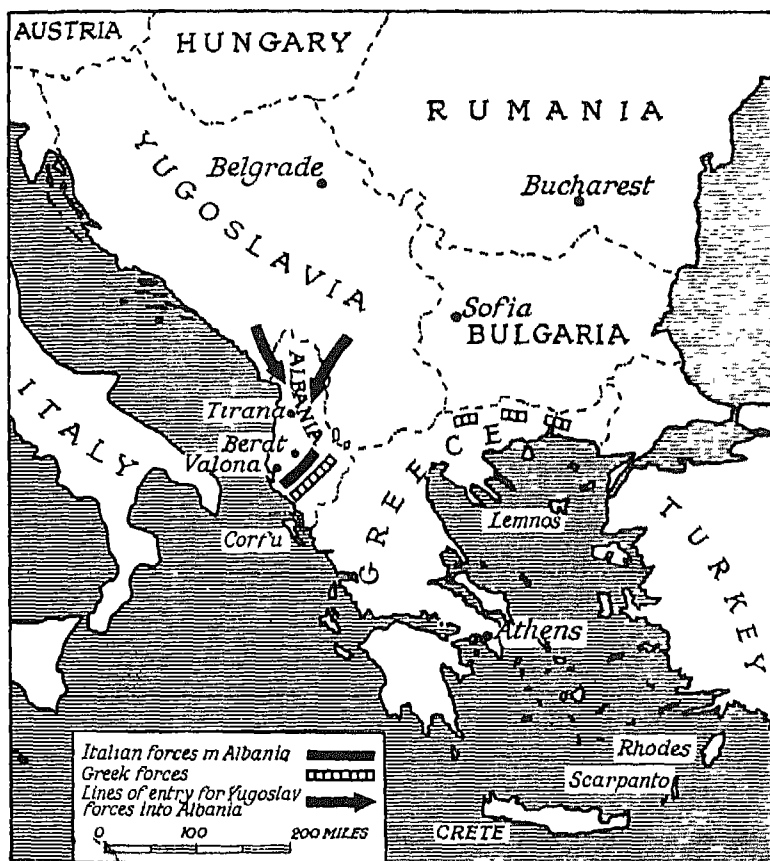 AUSTRIA
HUNGARY
RUMANIA
YUGOSLAVIA
Belgrade
Bucharest
Sofia
BULGARIA
ALBANIA
Tirana
Berat
Valona
ITALY
GREECE
Corfu
Lemnos
TURKEY
Athens
Rhodes
Scarpanto
CRETE
Italian forces in Albania
Greek forces
Lines of entry for Yugoslav
forces into Albania
0 100 200 MILES